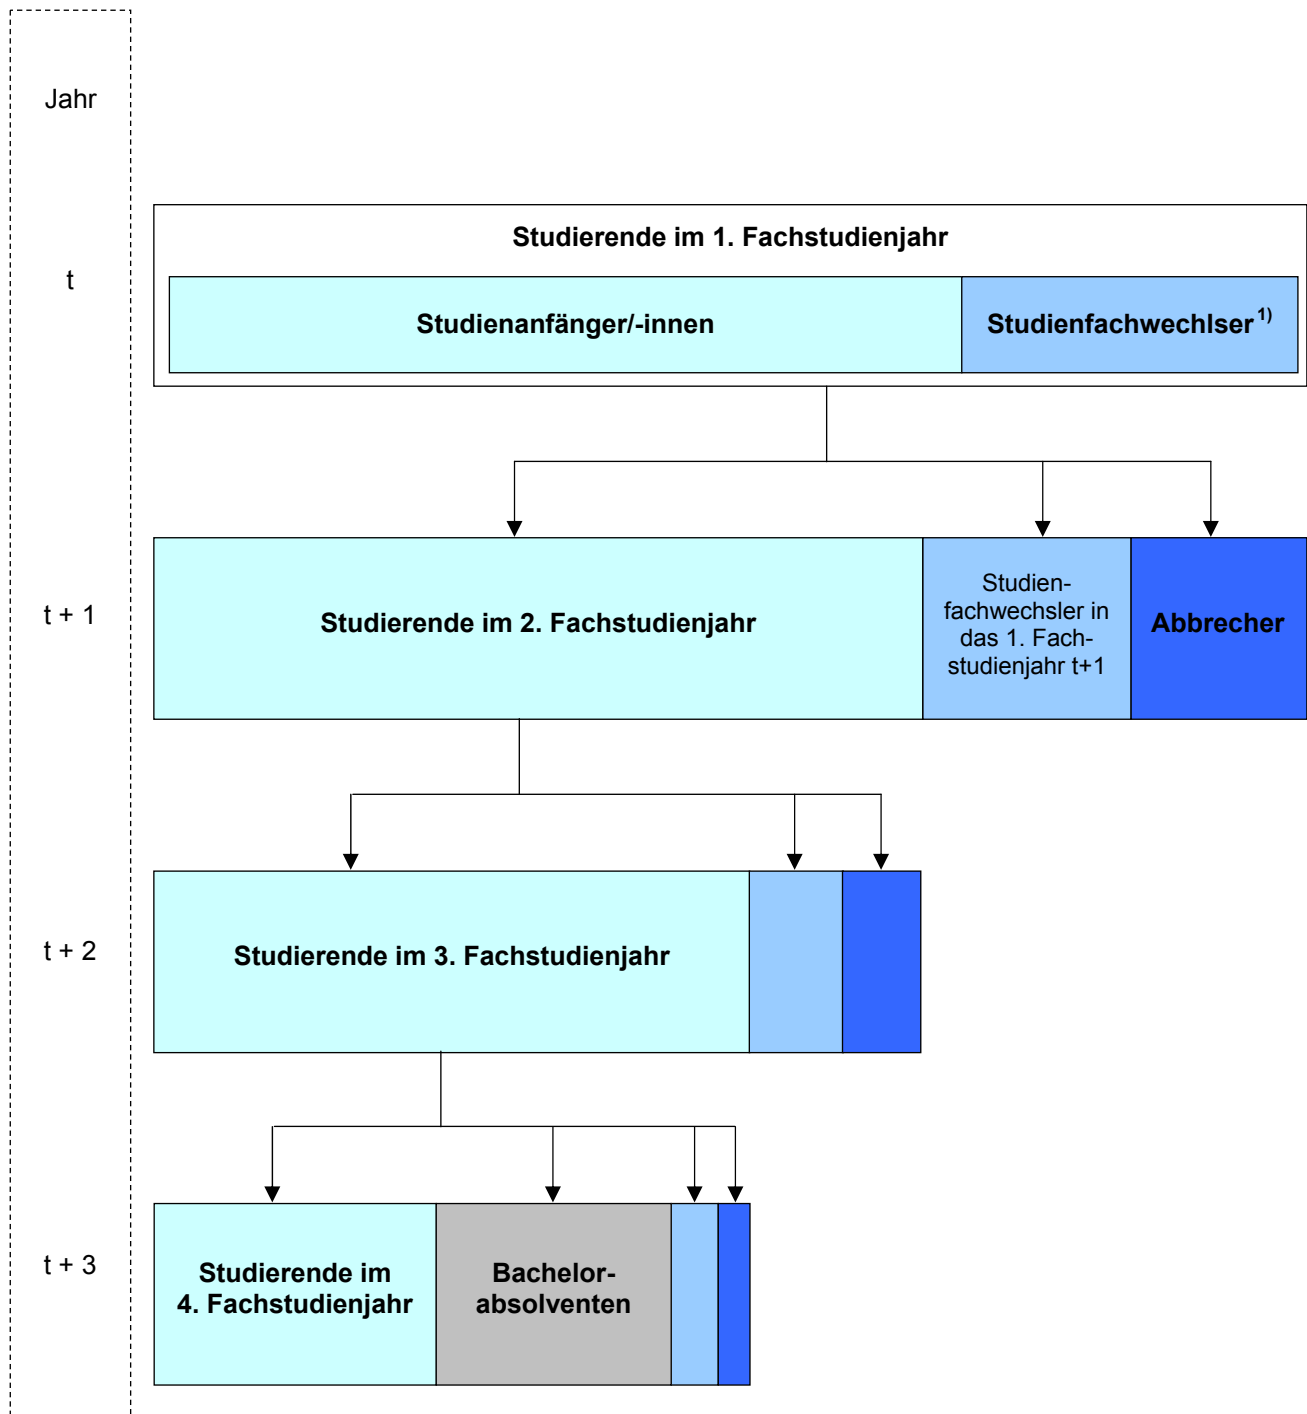 Jahr
t
Studierende im 1. Fachstudienjahr
Studienanfänger/-innen
Studienfachwechlser 1)
t + 1
Studierende im 2. Fachstudienjahr
Studien-
fachwechsler in
das 1. Fach-
studienjahr t+1
Abbrecher
t + 2
Studierende im 3. Fachstudienjahr
t + 3
Studierende im
4. Fachstudienjahr
Bachelor-
absolventen